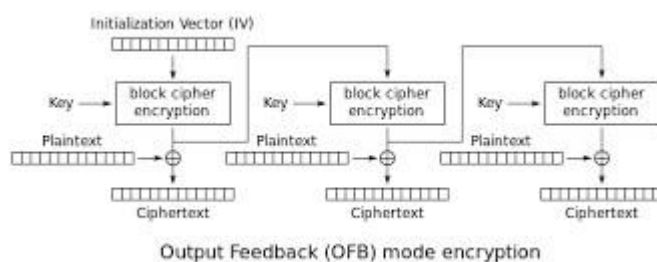 Initialization Vector (IV)
Key
block cipher
encryption
Key
block cipher
encryption
Key
block cipher
encryption
Plaintext
Plaintext
Plaintext
Ciphertext
Ciphertext
Ciphertext
Output Feedback (OFB) mode encryption